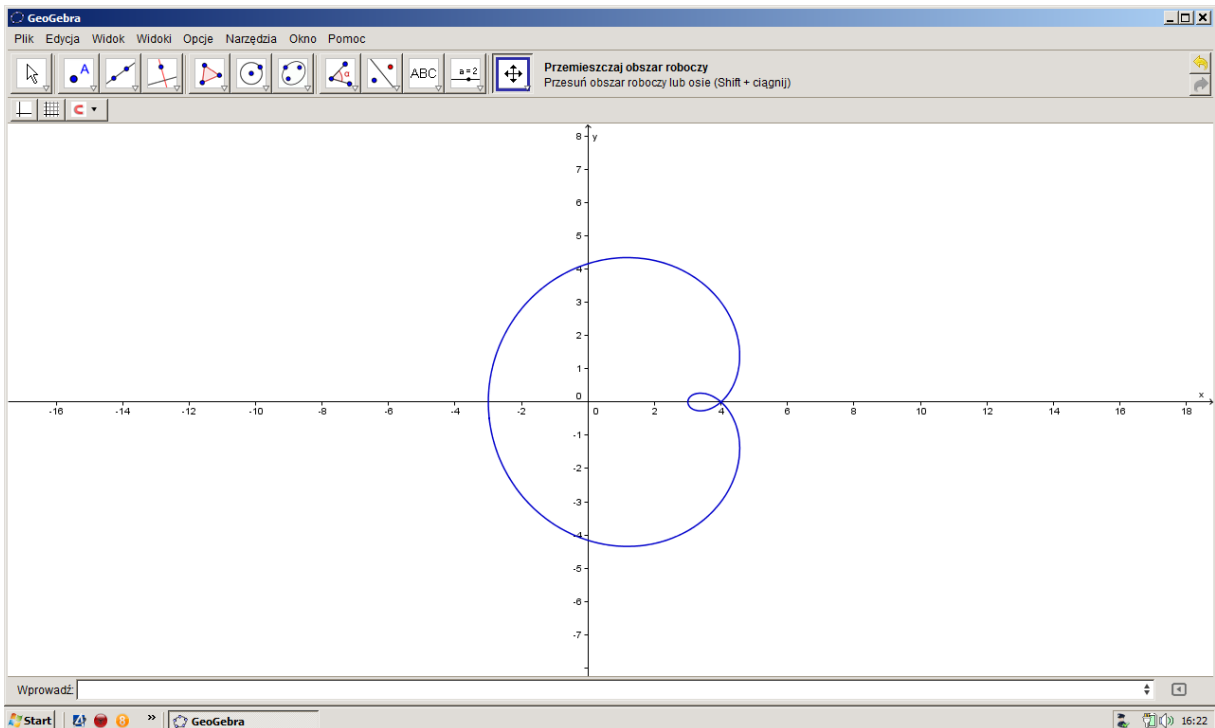 GeoGebra
Plik Edycja Widok Widoki Opcje Narzędzia Okno Pomoc
A
α
ABC
a = 2
Przemieszczaj obszar roboczy
Przesuń obszar roboczy lub osie (Shift + ciągnij)
C
8 y
7
6
5
4
3
2
1
0
x
-16 -14 -12 -10 -8 -6 -4 -2 0 2 4 6 8 10 12 14 16 18
-1
-2
-3
-4
-5
-6
-7
Wprowadź:
Start 8 » GeoGebra 16:22